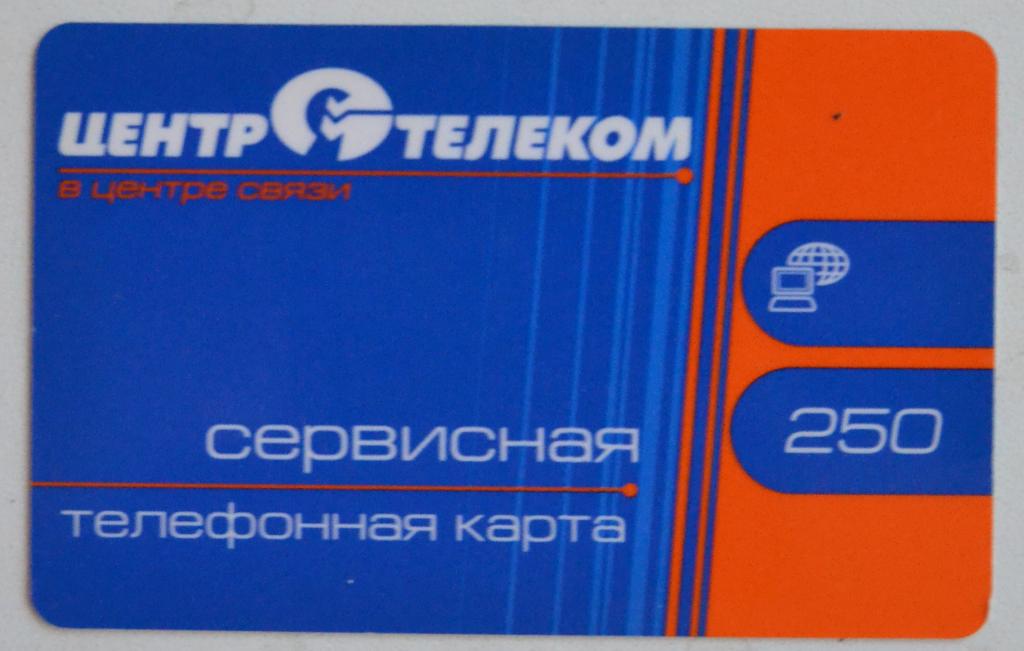 ЦЕНТР ТЕЛЕКОМ
в центре связи
сервисная
телефонная карта
250